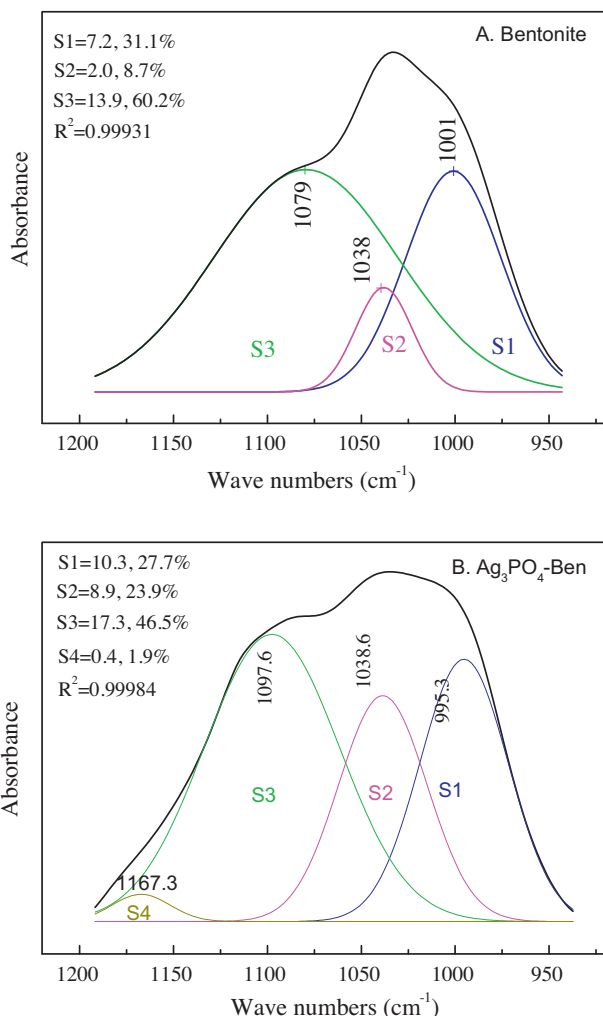 S1=7.2, 31.1%
A. Bentonite
S2=2.0, 8.7%
S3=13.9, 60.2%
R²=0.99931
1079
1038
1001
S3
S2
S1
Absorbance
1200 1150 1100 1050 1000 950
Wave numbers (cm⁻¹)
S1=10.3, 27.7%
B. Ag₃PO₄-Ben
S2=8.9, 23.9%
S3=17.3, 46.5%
S4=0.4, 1.9%
R²=0.99984
1097.6
1038.6
995.3
S3
S2
S1
1167.3
S4
Absorbance
1200 1150 1100 1050 1000 950
Wave numbers (cm⁻¹)